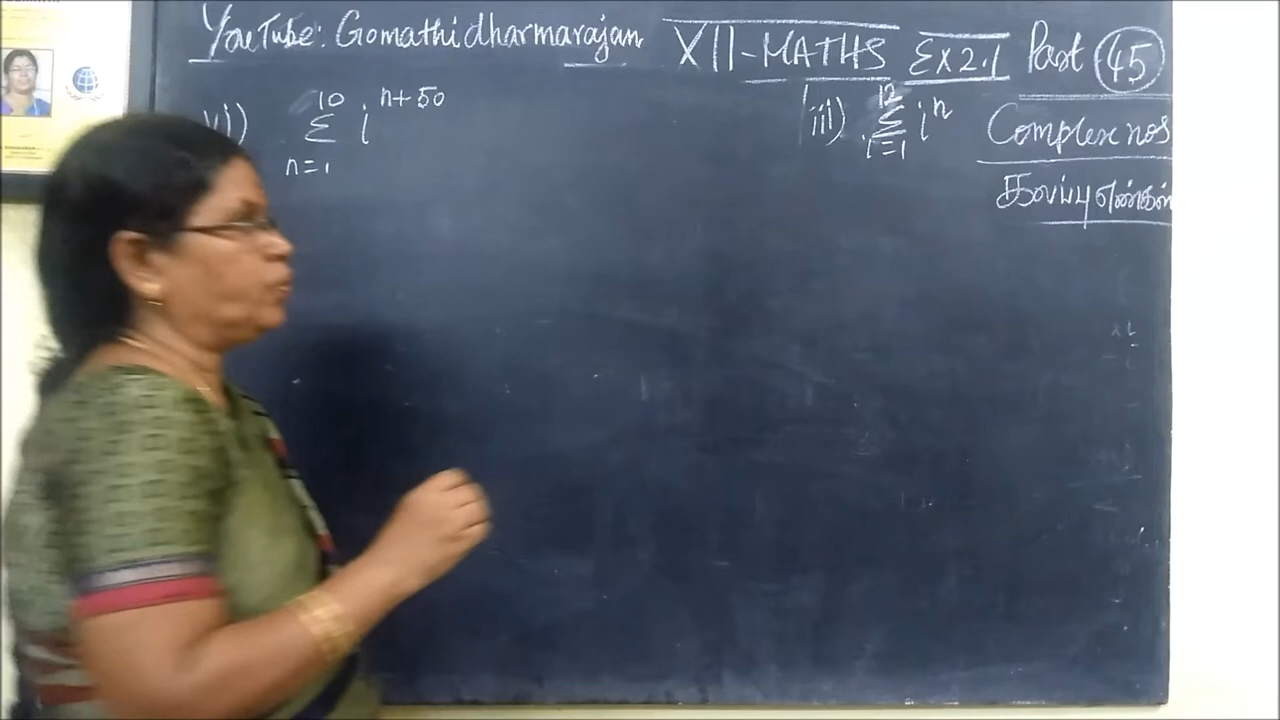 YouTube: Gomathidharmarajan XII-MATHS Ex 2.1 Part 45
vi) 10 Σ n=1 i^n+50
iii) 12 Σ i=1 i^n
Complex nos
கலப்பு எண்கள்